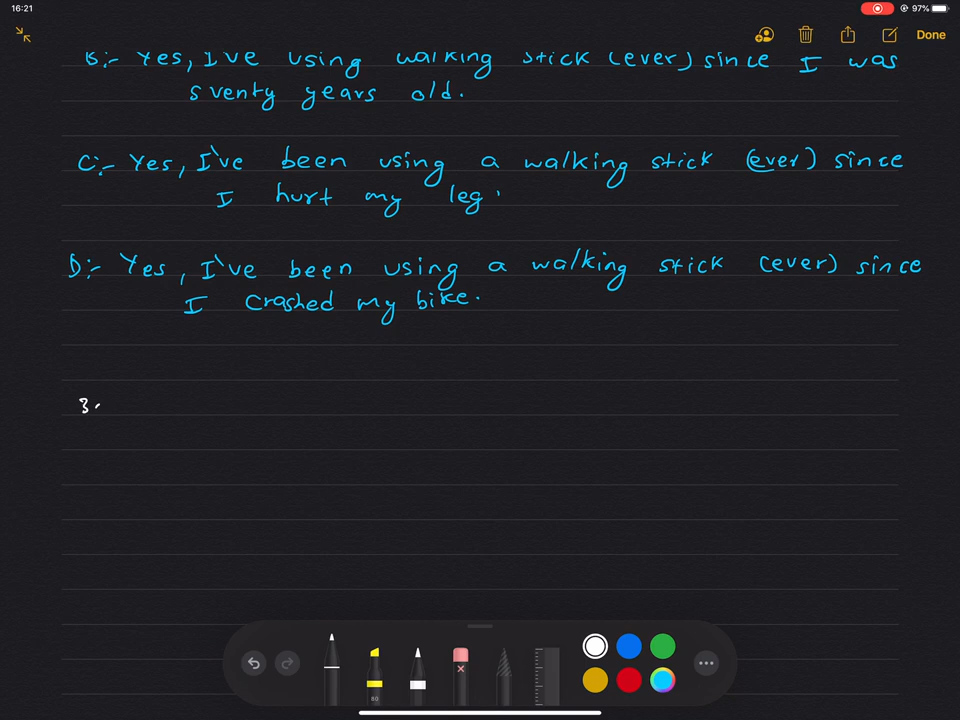 16:21
97%
Done
B:- Yes, I've using walking stick (ever) since I was
sventy years old.
C:- Yes, I've been using a walking stick (ever) since
I hurt my leg.
D:- Yes, I've been using a walking stick (ever) since
I crashed my bike.
3.
80